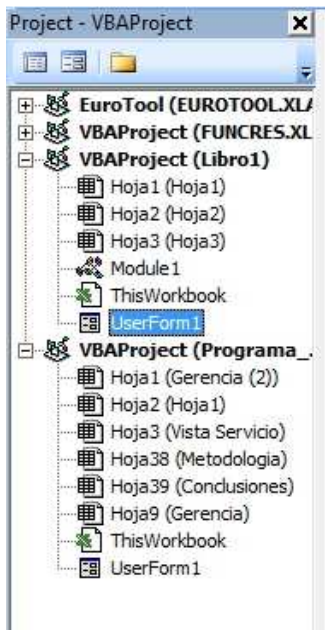 Project - VBAProject
EuroTool (EUROTOOL.XLA
VBAProject (FUNCRES.XL
VBAProject (Libro1)
Hoja1 (Hoja1)
Hoja2 (Hoja2)
Hoja3 (Hoja3)
Module1
ThisWorkbook
UserForm1
VBAProject (Programa_.
Hoja1 (Gerencia (2))
Hoja2 (Hoja1)
Hoja3 (Vista Servicio)
Hoja38 (Metodologia)
Hoja39 (Conclusiones)
Hoja9 (Gerencia)
ThisWorkbook
UserForm1